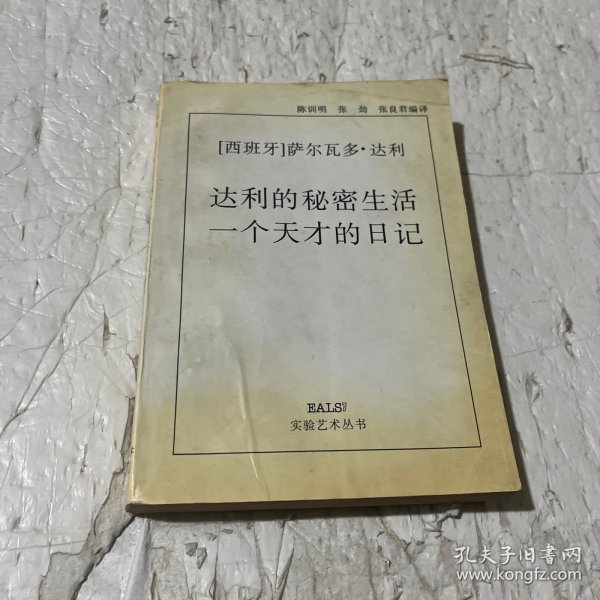 陈训明 张劲 张良君编译
[西班牙]萨尔瓦多·达利
达利的秘密生活
一个天才的日记
EALS
实验艺术丛书
孔夫子旧书网
www.kongfz.com